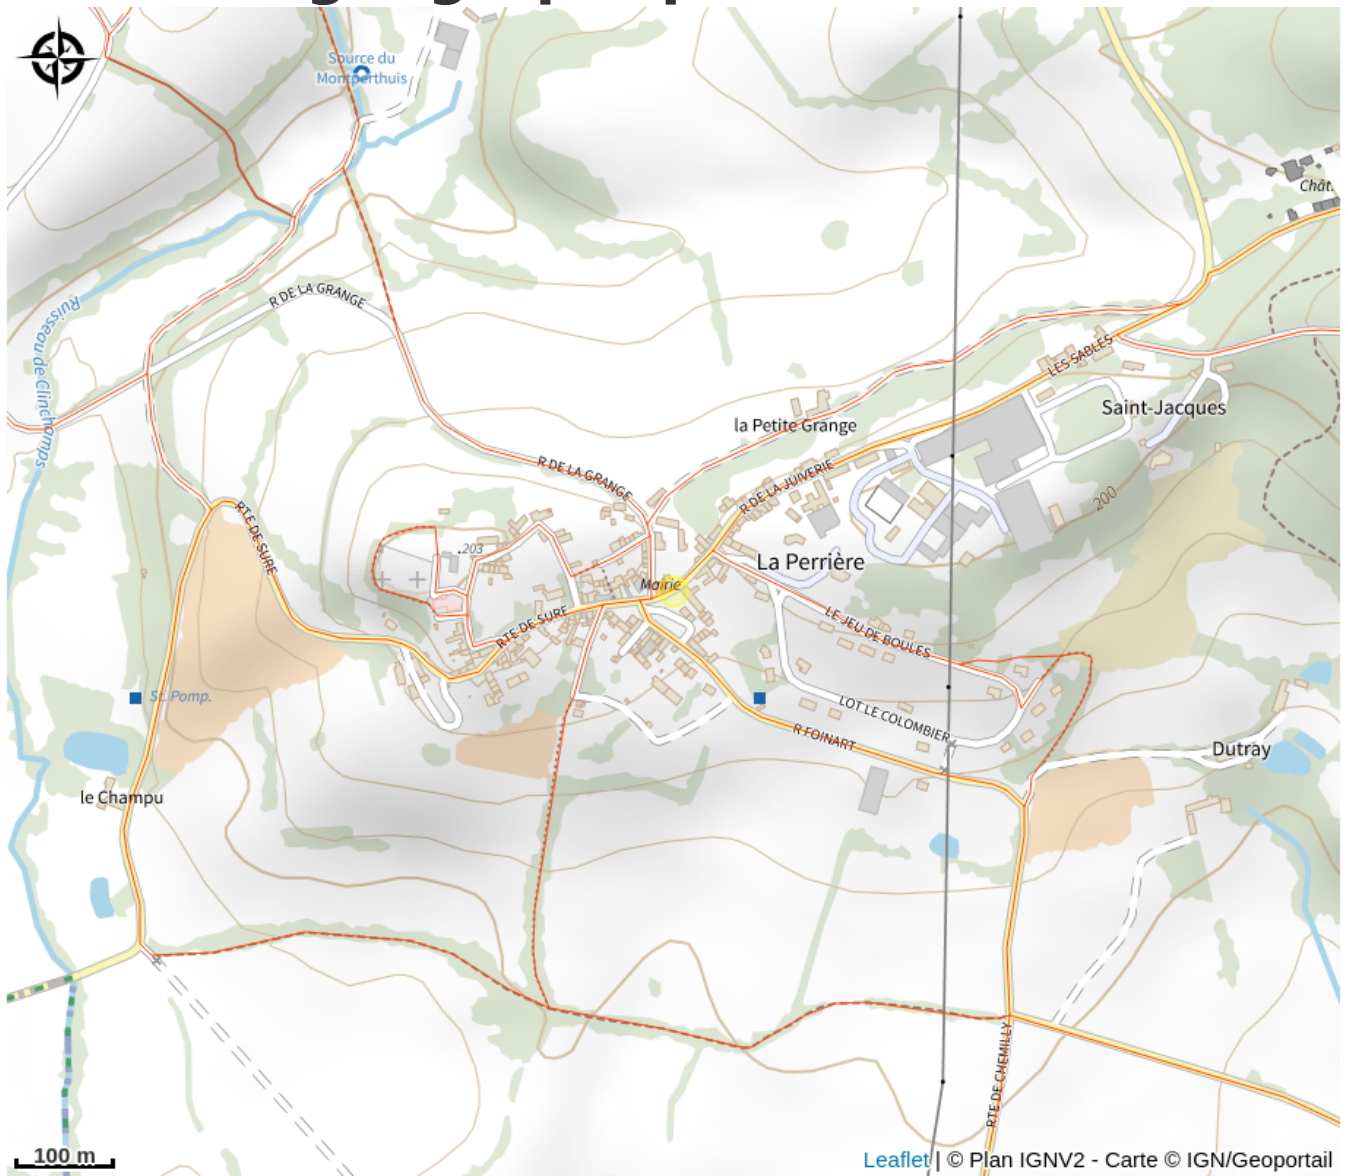 Source du
Montperthuis
Chât.
R DE LA GRANGE
Ruisseau de Clinchamps
LES SABLES
Saint-Jacques
la Petite Grange
R DE LA GRANGE
R DE LA JUIVERIE
200
RTE DE SURE
.203
La Perrière
Mairie
RTE DE SURE
LE JEU DE BOULES
St. Pomp.
LOT LE COLOMBIER
R FOINART
Dutray
le Champu
RTE DE CHEMILLY
100 m
Leaflet | © Plan IGNV2 - Carte © IGN/Geoportail